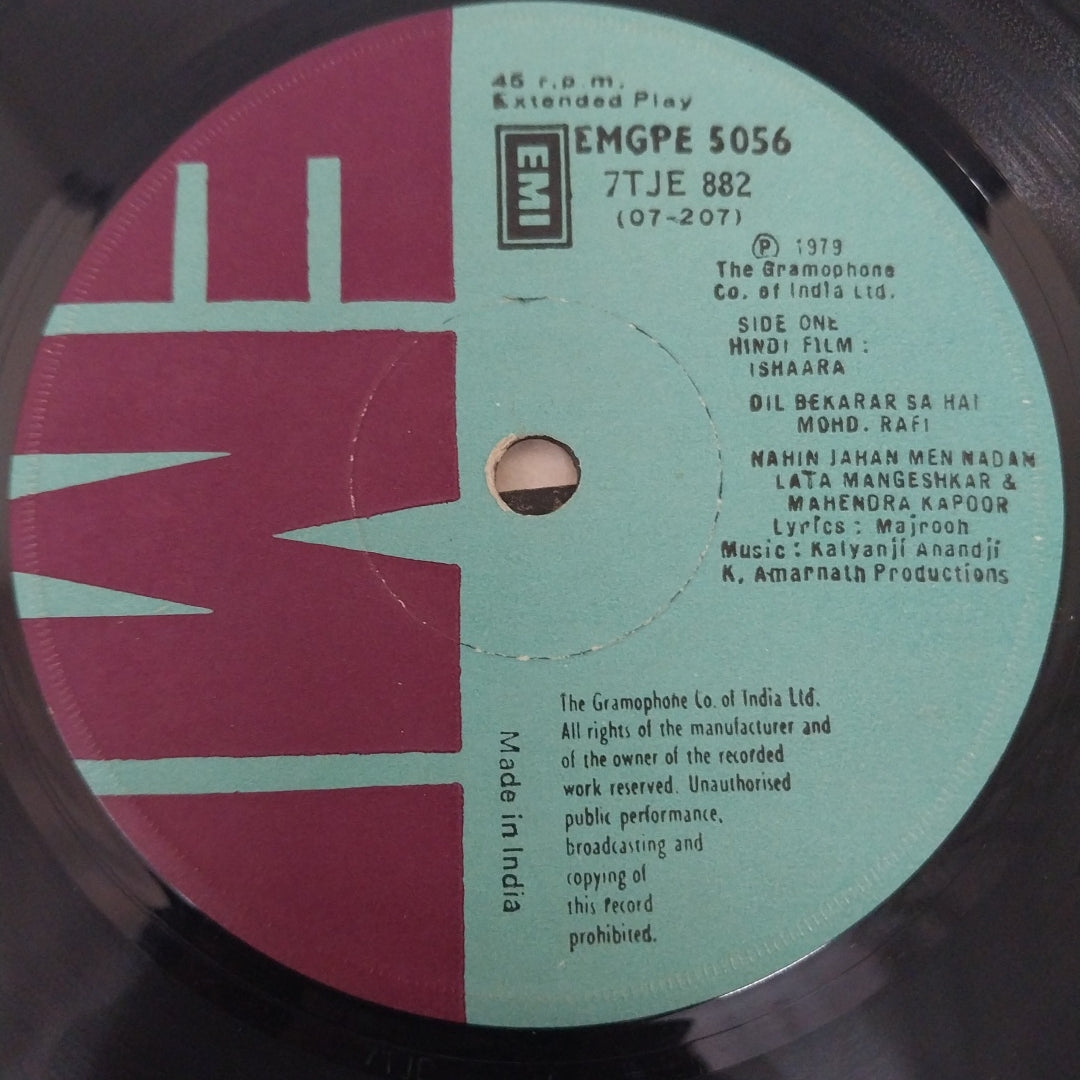 45 r.p.m.
Extended Play
EMI
EMGPE 5056
7TJE 882
(07-207)
Ⓟ 1979
The Gramophone
Co. of India Ltd.
SIDE ONE
HINDI FILM :
ISHAARA
DIL BEKARAR SA HAI
MOHD. RAFI
NAHIN JAHAN MEN NADAN
LATA MANGESHKAR &
MAHENDRA KAPOOR
Lyrics : Majrooh
Music : Kalyanji Anandji
K. Amarnath Productions
The Gramophone Co. of India Ltd.
All rights of the manufacturer and
of the owner of the recorded
work reserved. Unauthorised
public performance,
broadcasting and
copying of
this record
prohibited.
Made in India
EMI